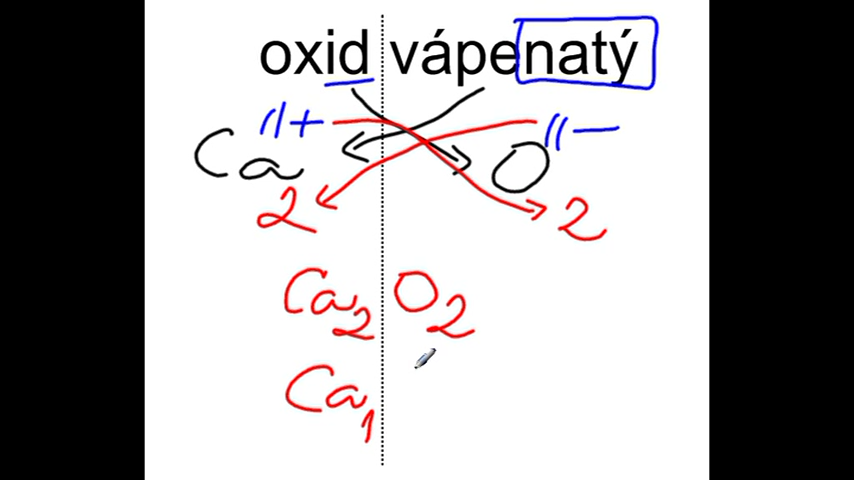 oxid vápenatý
Ca II+ O II-
2 2
Ca2 O2
Ca1